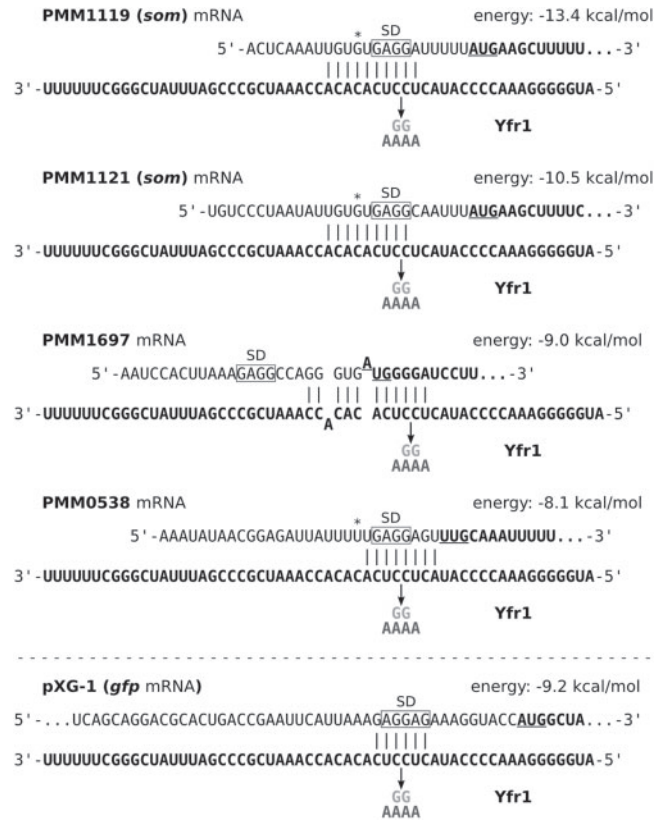 PMM1119 (som) mRNA energy: -13.4 kcal/mol
* SD
5'-ACUCAAAUUGUGUGAGGAUUUUUAUGAAGCUUUUU...-3'
3'-UUUUUUCGGGCUAUUUAGCCCGCUAAACCACACACUCCUCAUACCCCAAAGGGGGUA-5'
GG Yfr1
AAAA
PMM1121 (som) mRNA energy: -10.5 kcal/mol
* SD
5'-UGUCCCUAAUAUUGUGUGAGGCAAUUUAUGAAGCUUUUC...-3'
3'-UUUUUUCGGGCUAUUUAGCCCGCUAAACCACACACUCCUCAUACCCCAAAGGGGGUA-5'
GG Yfr1
AAAA
PMM1697 mRNA energy: -9.0 kcal/mol
SD A
5'-AAUCCACUUAAAGAGGCCAGG GUG UGGGGAUCCUU...-3'
3'-UUUUUUCGGGCUAUUUAGCCCGCUAAACC CAC ACUCCUCAUACCCCAAAGGGGGUA-5'
A
GG Yfr1
AAAA
PMM0538 mRNA energy: -8.1 kcal/mol
* SD
5'-AAAUAUAACGGAGAUUAUUUUUGAGGAGUUUGCAAAUUUUU...-3'
3'-UUUUUUCGGGCUAUUUAGCCCGCUAAACCACACACUCCUCAUACCCCAAAGGGGGUA-5'
GG Yfr1
AAAA
pXG-1 (gfp mRNA) energy: -9.2 kcal/mol
SD
5'-...UCAGCAGGACGCACUGACCGAAUUCAUUAAAGAGGAGAAAGGUACCAUGGCUA...-3'
3'-UUUUUUCGGGCUAUUUAGCCCGCUAAACCACACACUCCUCAUACCCCAAAGGGGGUA-5'
GG Yfr1
AAAA